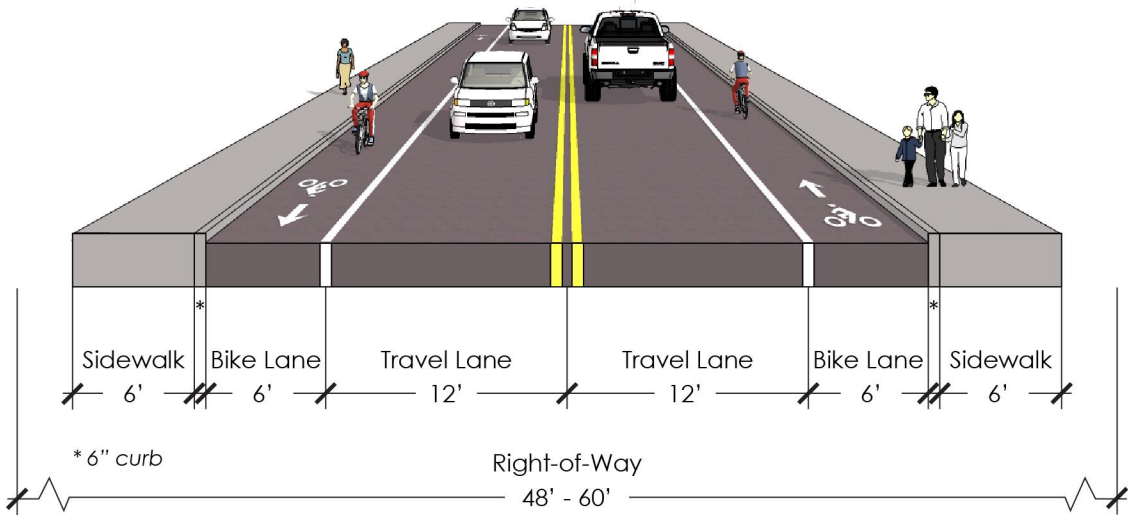 *
*
Sidewalk
Bike Lane
Travel Lane
Travel Lane
Bike Lane
Sidewalk
6’
6’
12’
12’
6’
6’
* 6” curb
Right-of-Way
48’ - 60’